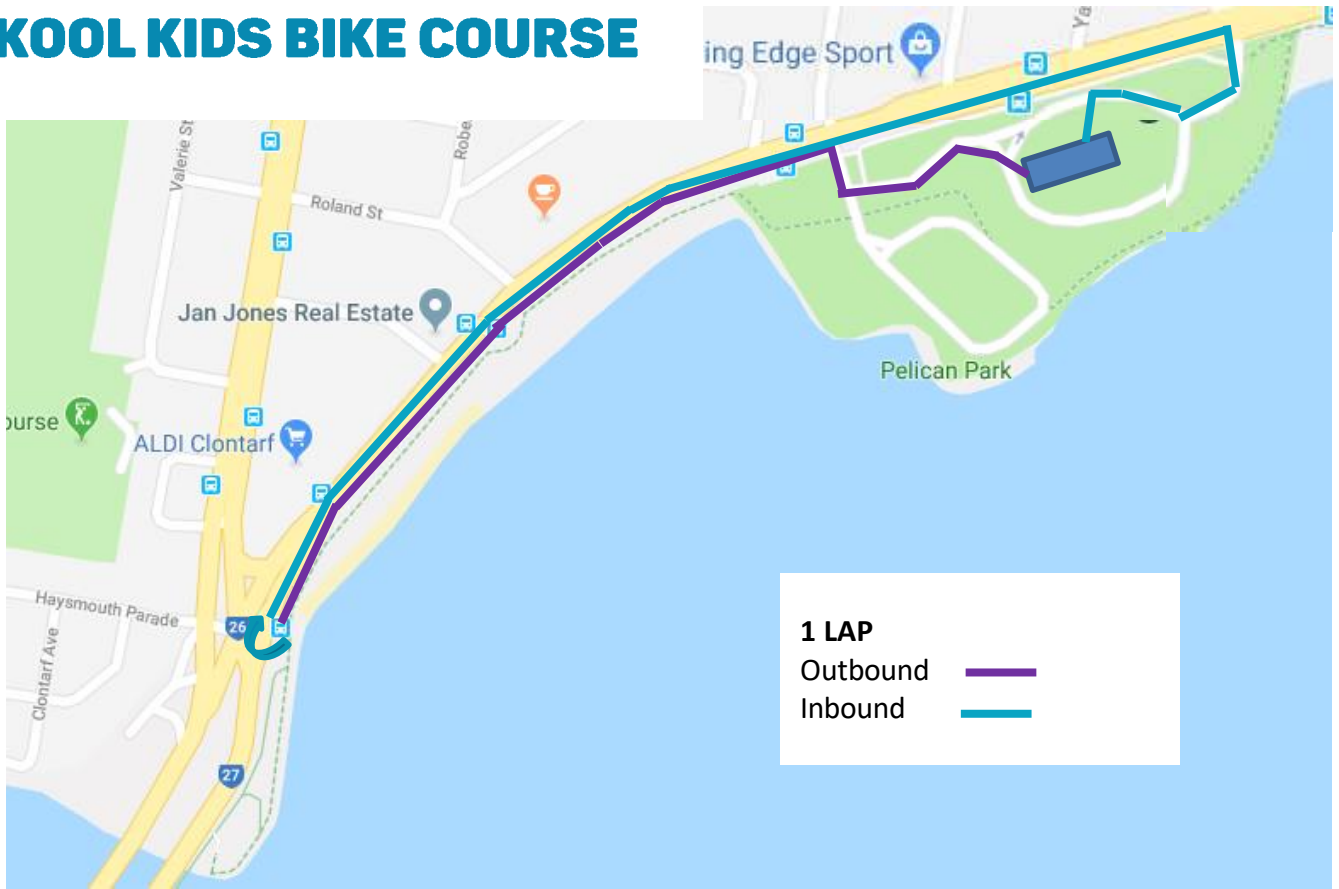 KOOL KIDS BIKE COURSE
ing Edge Sport
Ya
Valerie St
Robe
Roland St
Jan Jones Real Estate
Pelican Park
ourse
ALDI Clontarf
Haysmouth Parade
26
Clontarf Ave
27
1 LAP
Outbound
Inbound